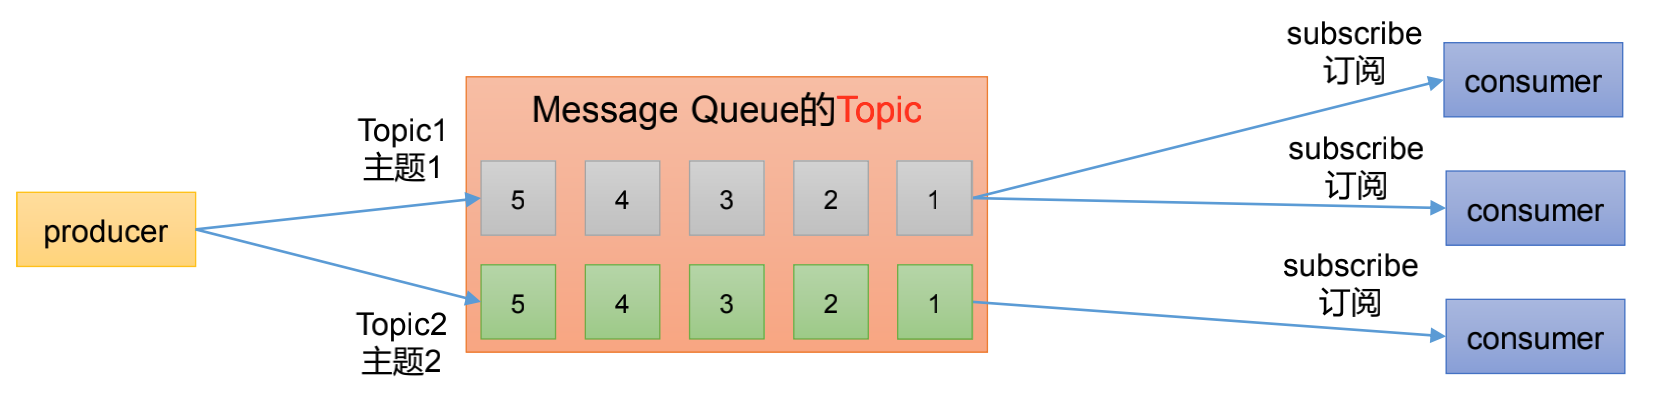 producer
Topic1
主题1
Topic2
主题2
Message Queue的Topic
5 4 3 2 1
5 4 3 2 1
subscribe
订阅
consumer
subscribe
订阅
consumer
subscribe
订阅
consumer